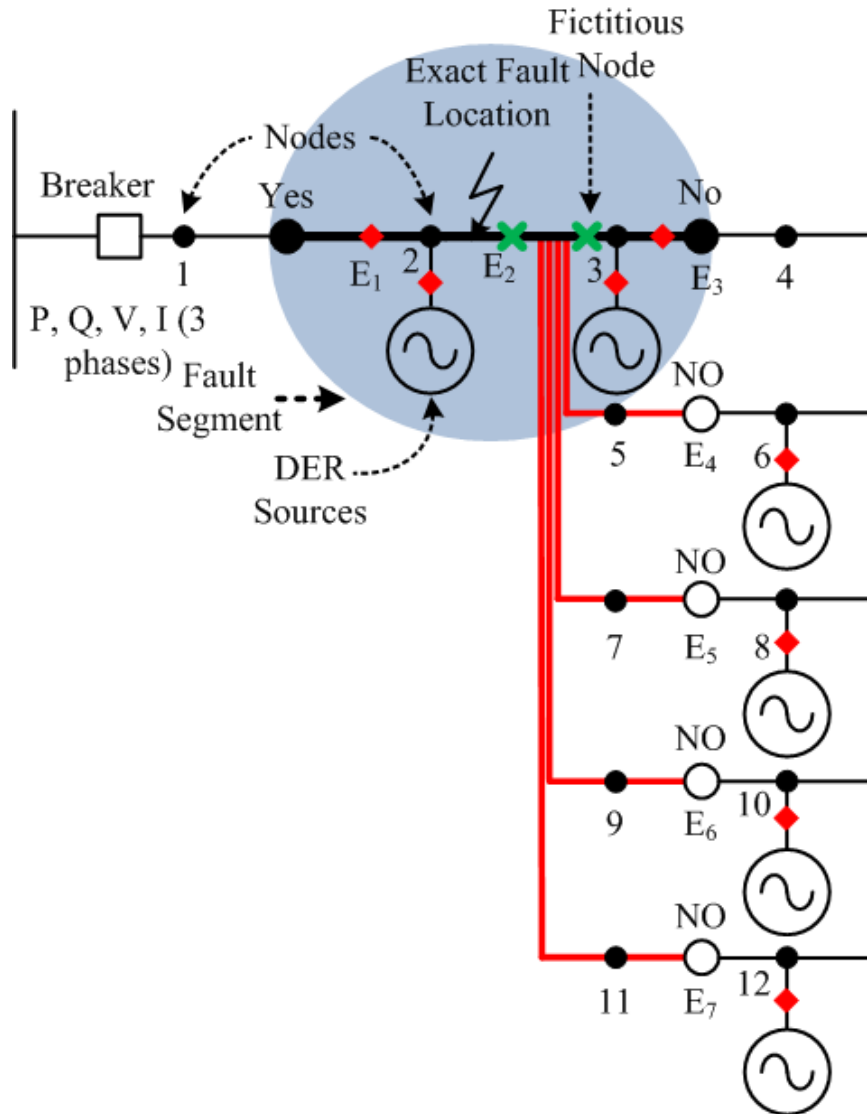 Fictitious
Node
Exact Fault
Location
Nodes
Breaker
Yes
No
1
E1
2
E2
3
E3
4
P, Q, V, I (3
phases)
Fault
Segment
DER
Sources
NO
5
E4
6
NO
7
E5
8
NO
9
E6
10
NO
11
E7
12